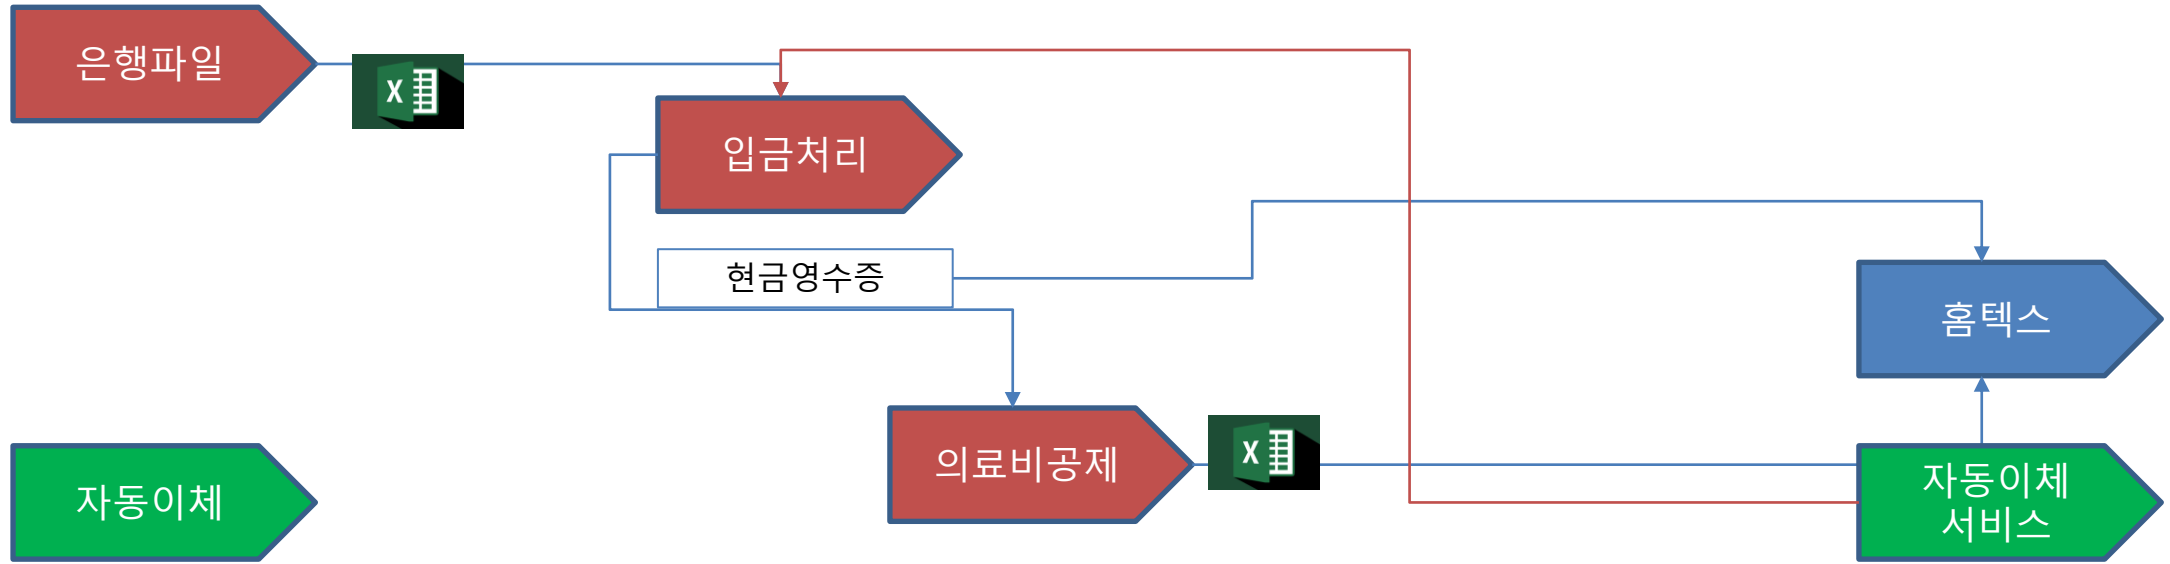 은행파일
X
입금처리
현금영수증
홈텍스
의료비공제
X
자동이체
자동이체
서비스